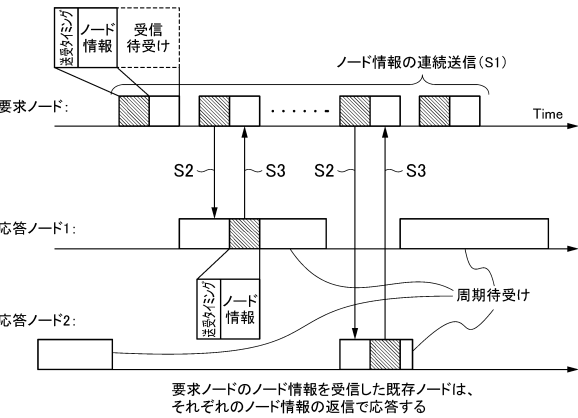 送受タイミング
ノード
情報
受信
待受け
ノード情報の連続送信(S1)
要求ノード:
‥‥‥
Time
S2
S3
S2
S3
応答ノード1:
送受タイミング
ノード
情報
周期待受け
応答ノード2:
要求ノードのノード情報を受信した既存ノードは、
それぞれのノード情報の返信で応答する